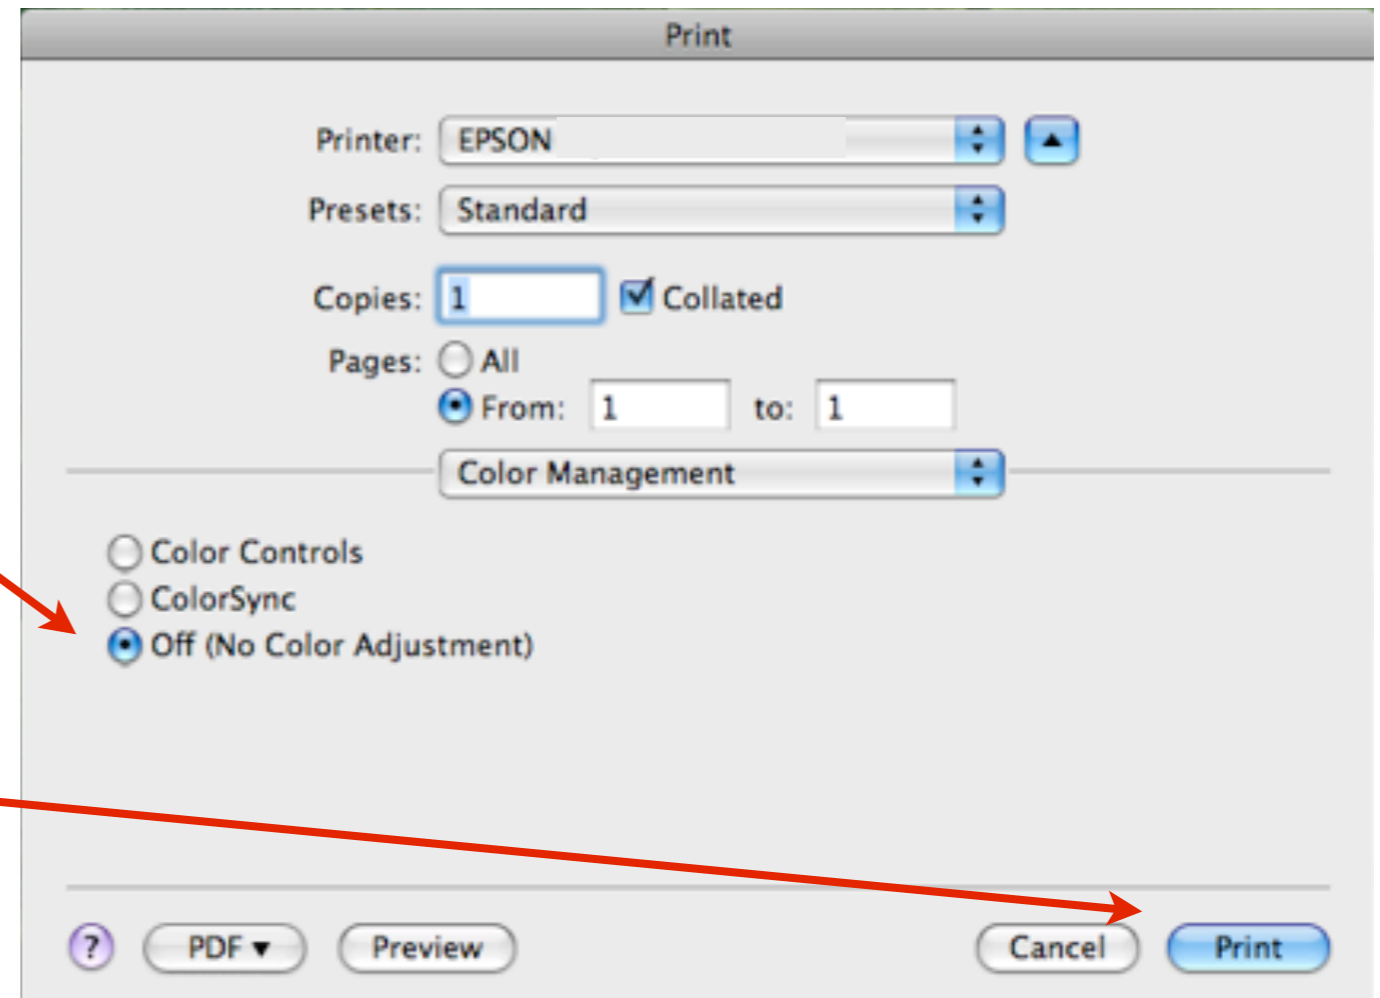 Print
Printer: EPSON
Presets: Standard
Copies: 1 Collated
Pages: All
From: 1 to: 1
Color Management
Color Controls
ColorSync
Off (No Color Adjustment)
? PDF Preview Cancel Print